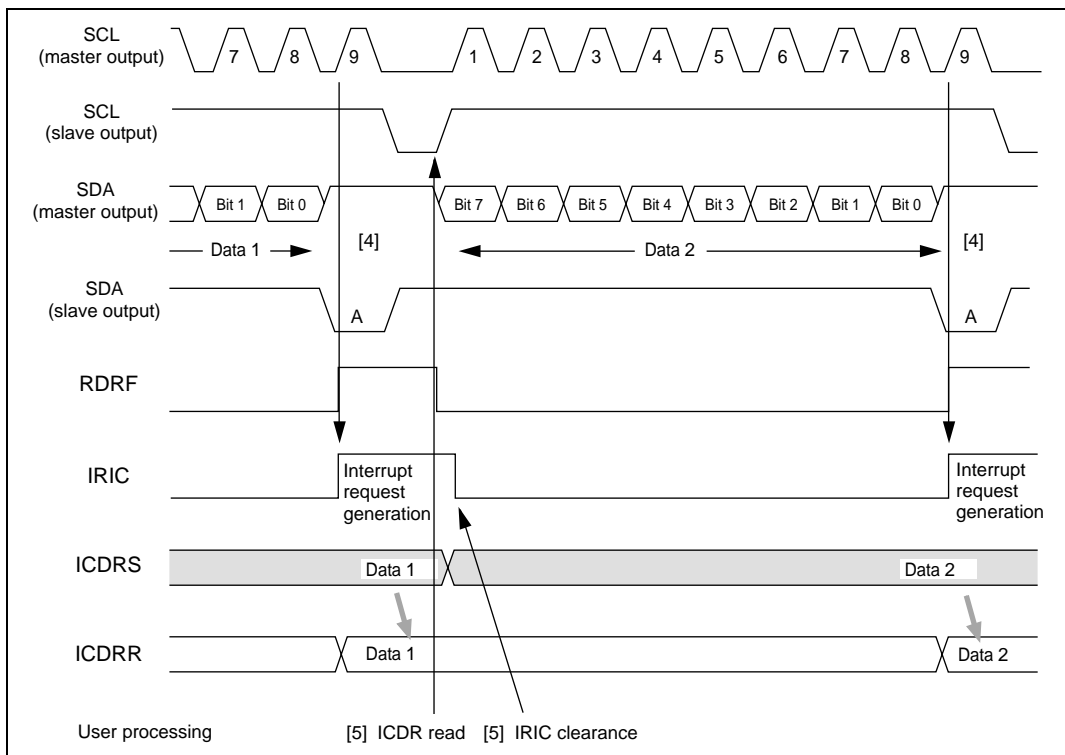 SCL
(master output)
7 8 9 1 2 3 4 5 6 7 8 9
SCL
(slave output)
SDA
(master output)
Bit 1 Bit 0 Bit 7 Bit 6 Bit 5 Bit 4 Bit 3 Bit 2 Bit 1 Bit 0
Data 1 [4] Data 2 [4]
SDA
(slave output)
A A
RDRF
IRIC
Interrupt
request
generation
Interrupt
request
generation
ICDRS
Data 1 Data 2
ICDRR
Data 1 Data 2
User processing [5] ICDR read [5] IRIC clearance